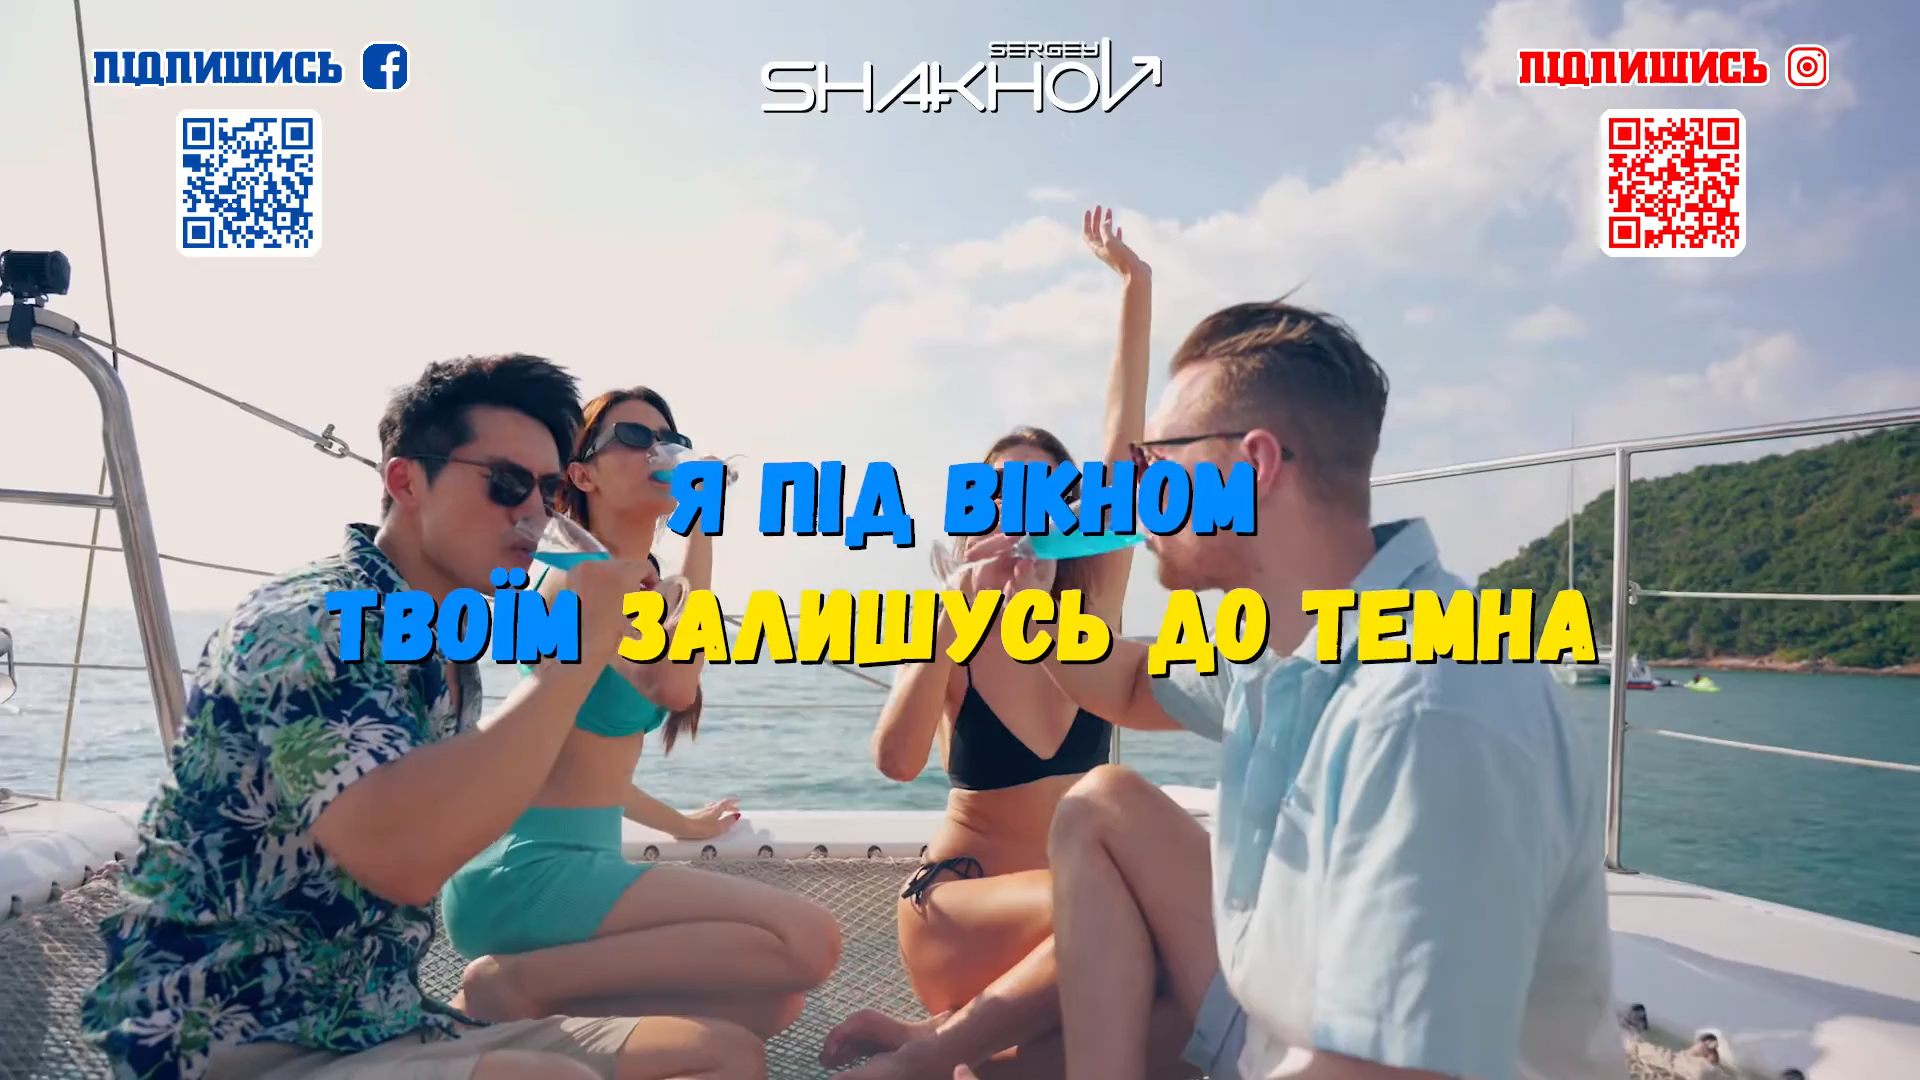 ПІДПИШИСЬ
SERGEY
SHAKHOV
ПІДПИШИСЬ
Я ПІД ВІКНОМ
ТВОЇМ ЗАЛИШУСЬ ДО ТЕМНА